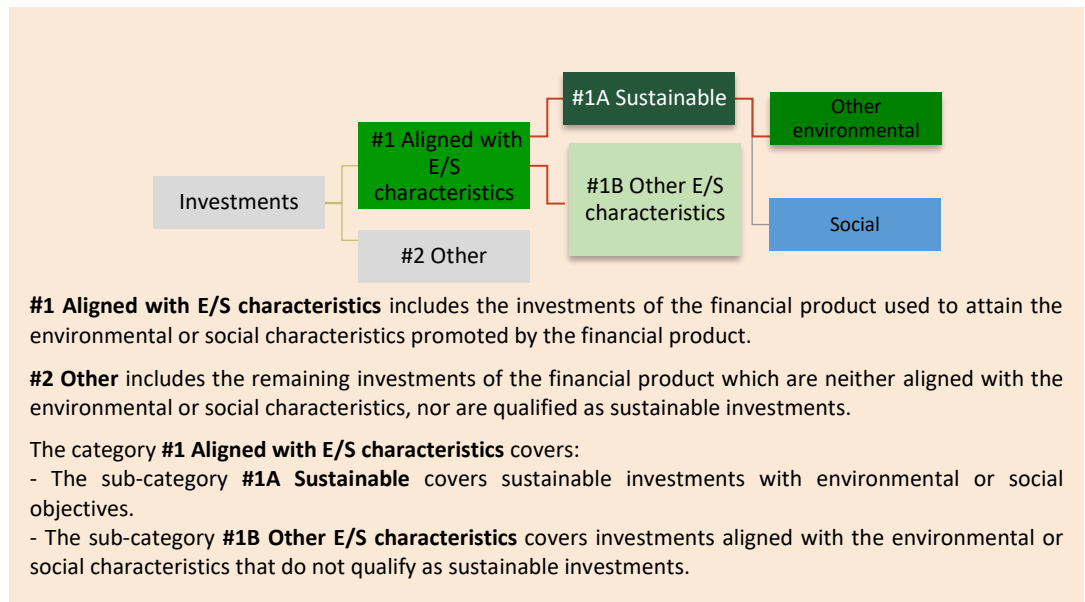 #1A Sustainable
Other
environmental
#1 Aligned with
E/S
characteristics
#1B Other E/S
characteristics
Investments
Social
#2 Other
#1 Aligned with E/S characteristics includes the investments of the financial product used to attain the
environmental or social characteristics promoted by the financial product.
#2 Other includes the remaining investments of the financial product which are neither aligned with the
environmental or social characteristics, nor are qualified as sustainable investments.
The category #1 Aligned with E/S characteristics covers:
- The sub-category #1A Sustainable covers sustainable investments with environmental or social
objectives.
- The sub-category #1B Other E/S characteristics covers investments aligned with the environmental or
social characteristics that do not qualify as sustainable investments.